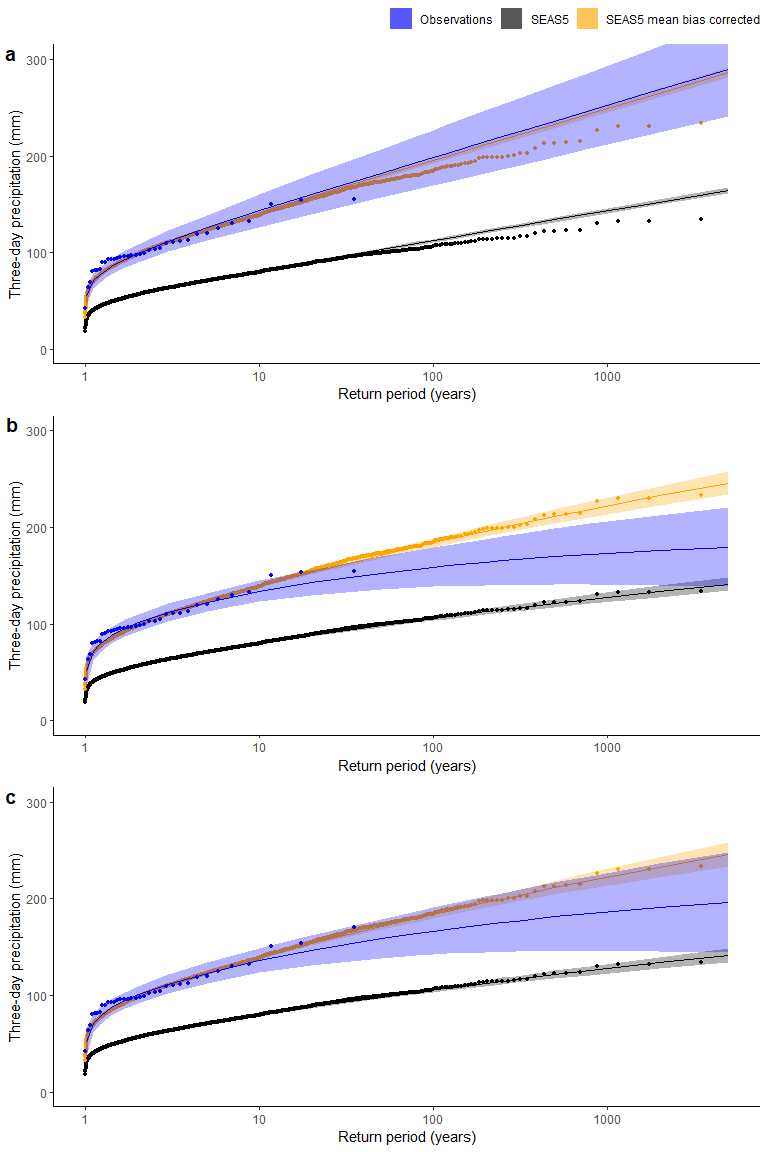 Observations SEAS5 SEAS5 mean bias corrected
a
300
200
100
0
Three-day precipitation (mm)
1 10 100 1000
Return period (years)
b
300
200
100
0
Three-day precipitation (mm)
1 10 100 1000
Return period (years)
c
300
200
100
0
Three-day precipitation (mm)
1 10 100 1000
Return period (years)